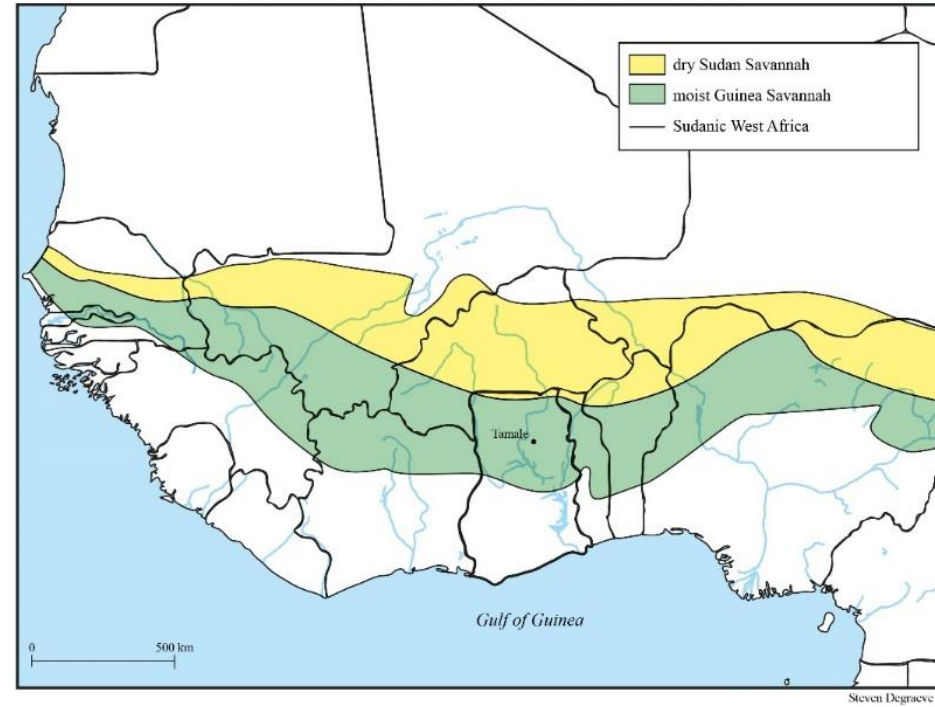 dry Sudan Savannah
moist Guinea Savannah
Sudanic West Africa
Tamale
Gulf of Guinea
0 500 km
Steven Degraeve